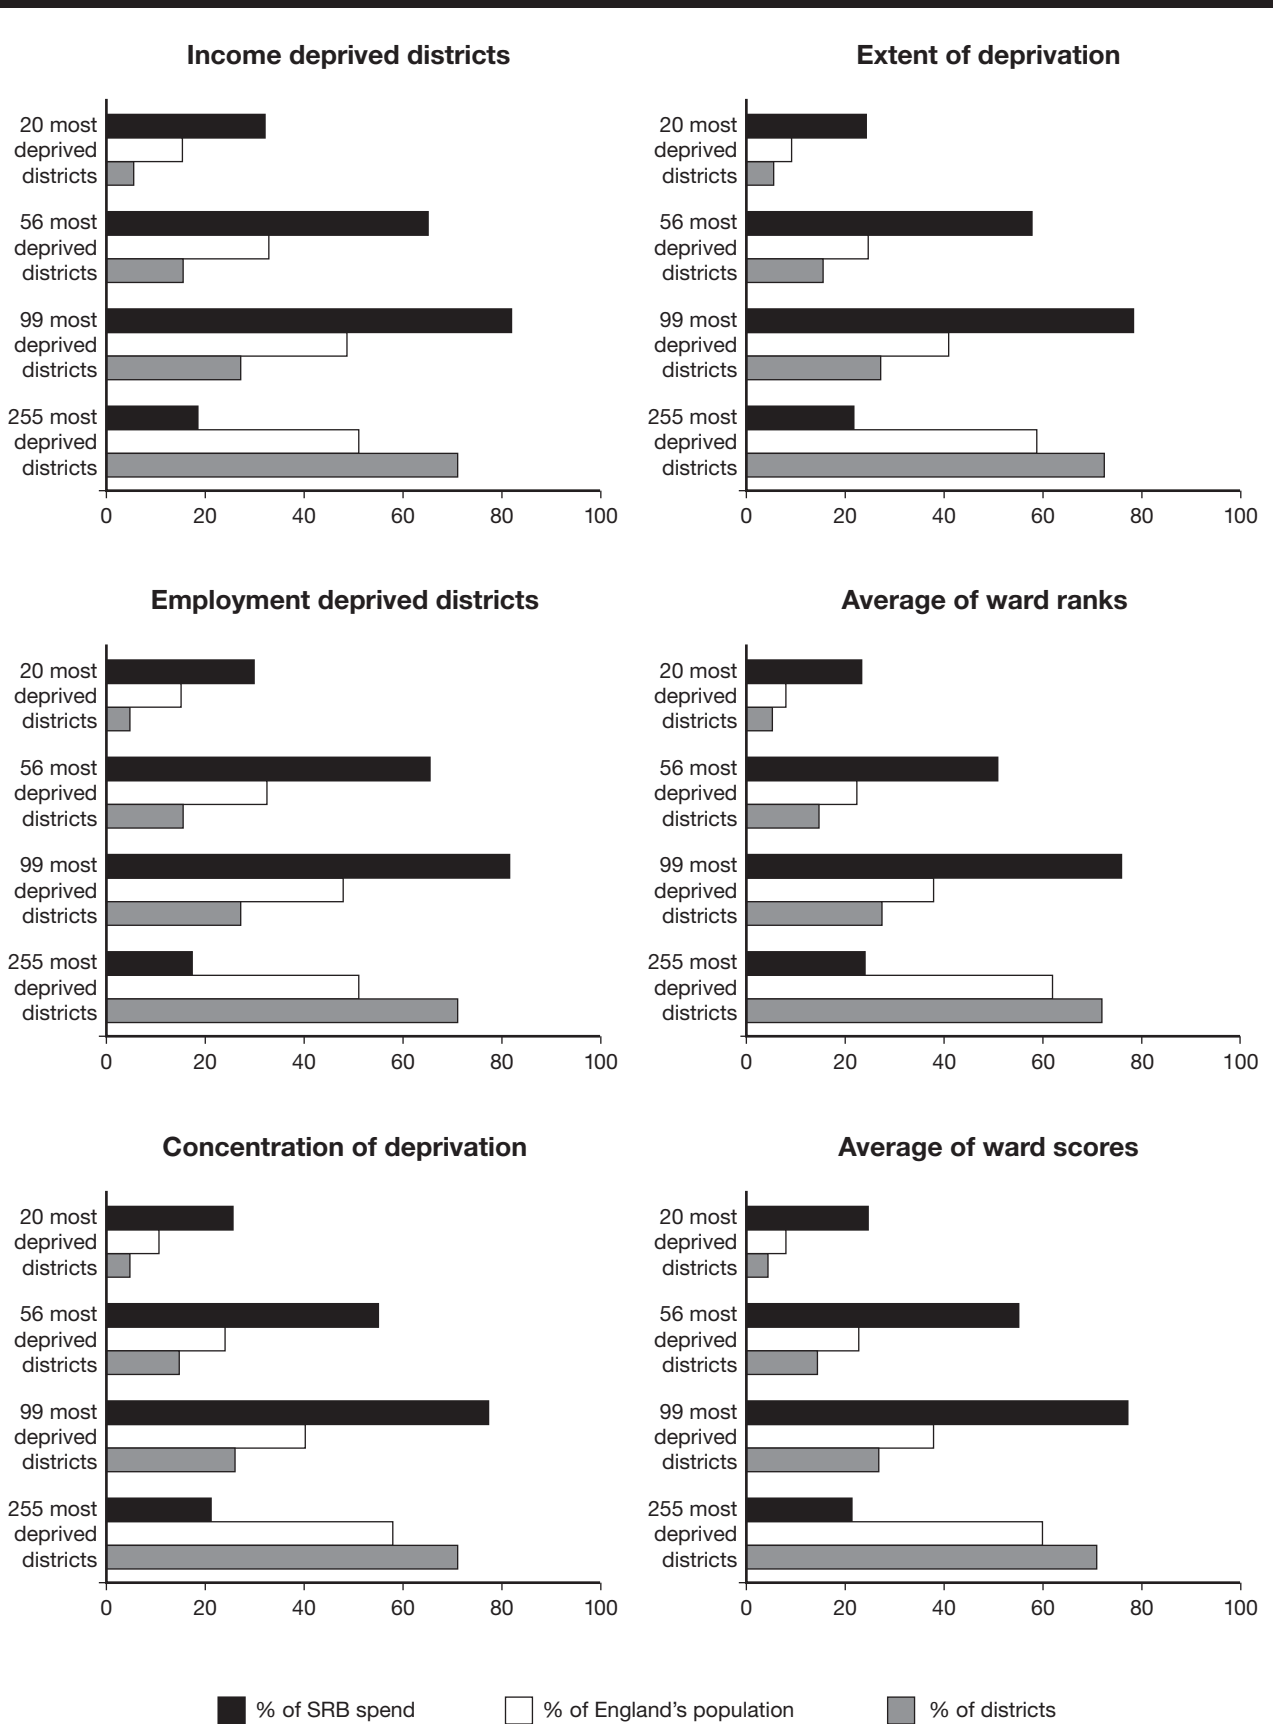 Income deprived districts
20 most
deprived
districts
56 most
deprived
districts
99 most
deprived
districts
255 most
deprived
districts
0 20 40 60 80 100
Extent of deprivation
20 most
deprived
districts
56 most
deprived
districts
99 most
deprived
districts
255 most
deprived
districts
0 20 40 60 80 100
Employment deprived districts
20 most
deprived
districts
56 most
deprived
districts
99 most
deprived
districts
255 most
deprived
districts
0 20 40 60 80 100
Average of ward ranks
20 most
deprived
districts
56 most
deprived
districts
99 most
deprived
districts
255 most
deprived
districts
0 20 40 60 80 100
Concentration of deprivation
20 most
deprived
districts
56 most
deprived
districts
99 most
deprived
districts
255 most
deprived
districts
0 20 40 60 80 100
Average of ward scores
20 most
deprived
districts
56 most
deprived
districts
99 most
deprived
districts
255 most
deprived
districts
0 20 40 60 80 100
% of SRB spend % of England’s population % of districts